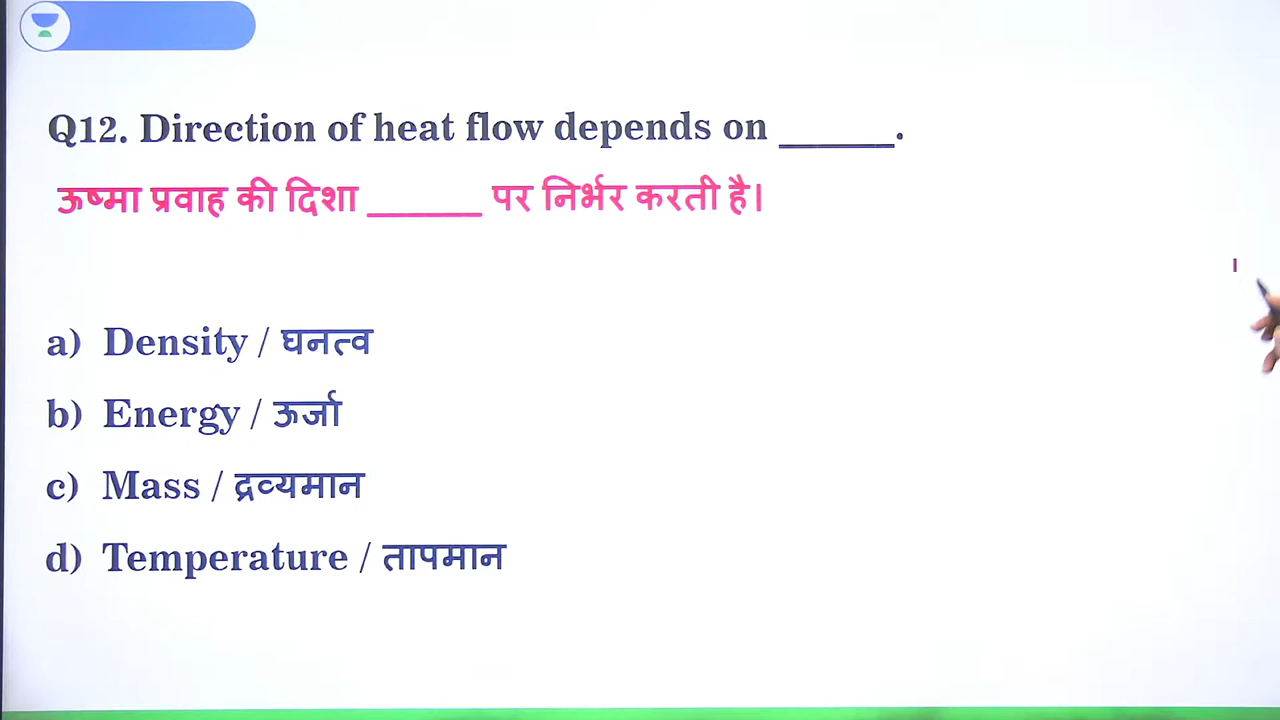 Q12. Direction of heat flow depends on ______.
ऊष्मा प्रवाह की दिशा ______ पर निर्भर करती है।
a) Density / घनत्व
b) Energy / ऊर्जा
c) Mass / द्रव्यमान
d) Temperature / तापमान